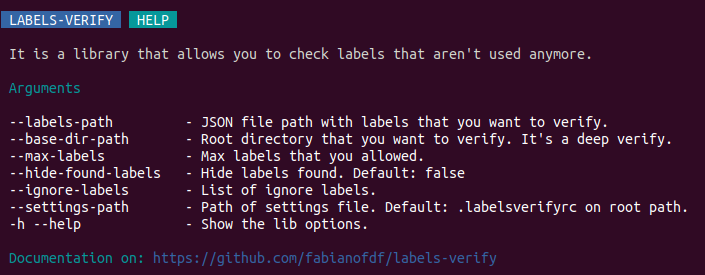 LABELS-VERIFY HELP
It is a library that allows you to check labels that aren't used anymore.
Arguments
--labels-path - JSON file path with labels that you want to verify.
--base-dir-path - Root directory that you want to verify. It's a deep verify.
--max-labels - Max labels that you allowed.
--hide-found-labels - Hide labels found. Default: false
--ignore-labels - List of ignore labels.
--settings-path - Path of settings file. Default: .labelsverifyrc on root path.
-h --help - Show the lib options.
Documentation on: https://github.com/fabianofdf/labels-verify